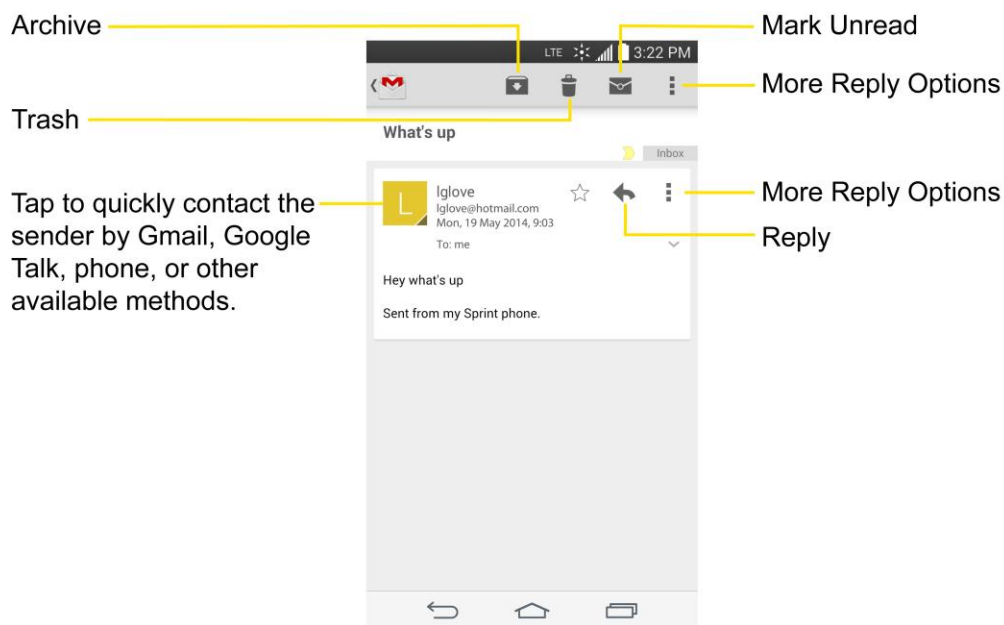 Archive
Mark Unread
LTE 3:22 PM
More Reply Options
Trash
What's up
Inbox
Tap to quickly contact the
sender by Gmail, Google
Talk, phone, or other
available methods.
L
lglove
lglove@hotmail.com
Mon, 19 May 2014, 9:03
To: me
More Reply Options
Reply
Hey what's up
Sent from my Sprint phone.